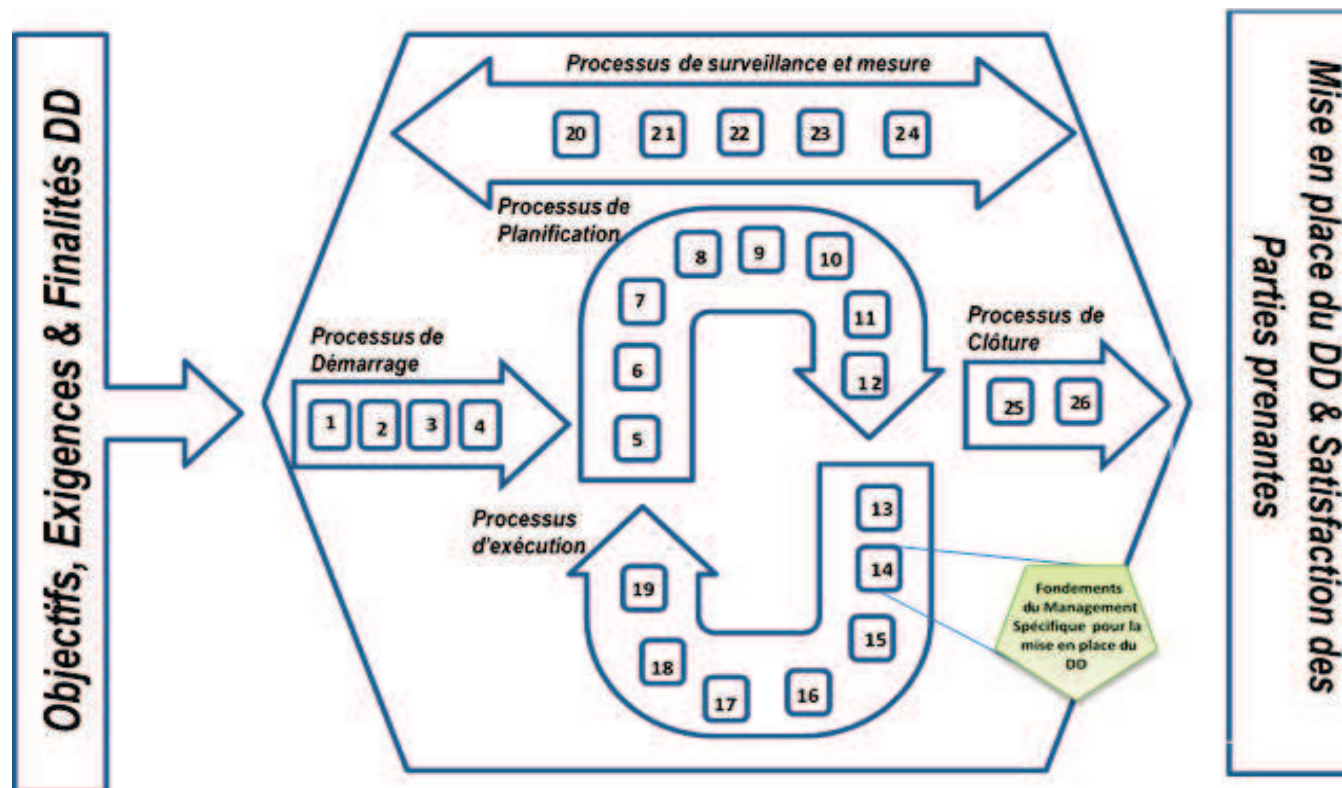 Objectifs, Exigences & Finalités DD
Processus de surveillance et mesure
20 21 22 23 24
Processus de
Planification
5
6
7
8
9
10
11
12
Processus de
Démarrage
1 2 3 4
Processus de
Clôture
25 26
Processus
d'exécution
13
14
15
16
17
18
19
Fondements
du Management
Spécifique pour la
mise en place du
DD
Mise en place du DD & Satisfaction des
Parties prenantes